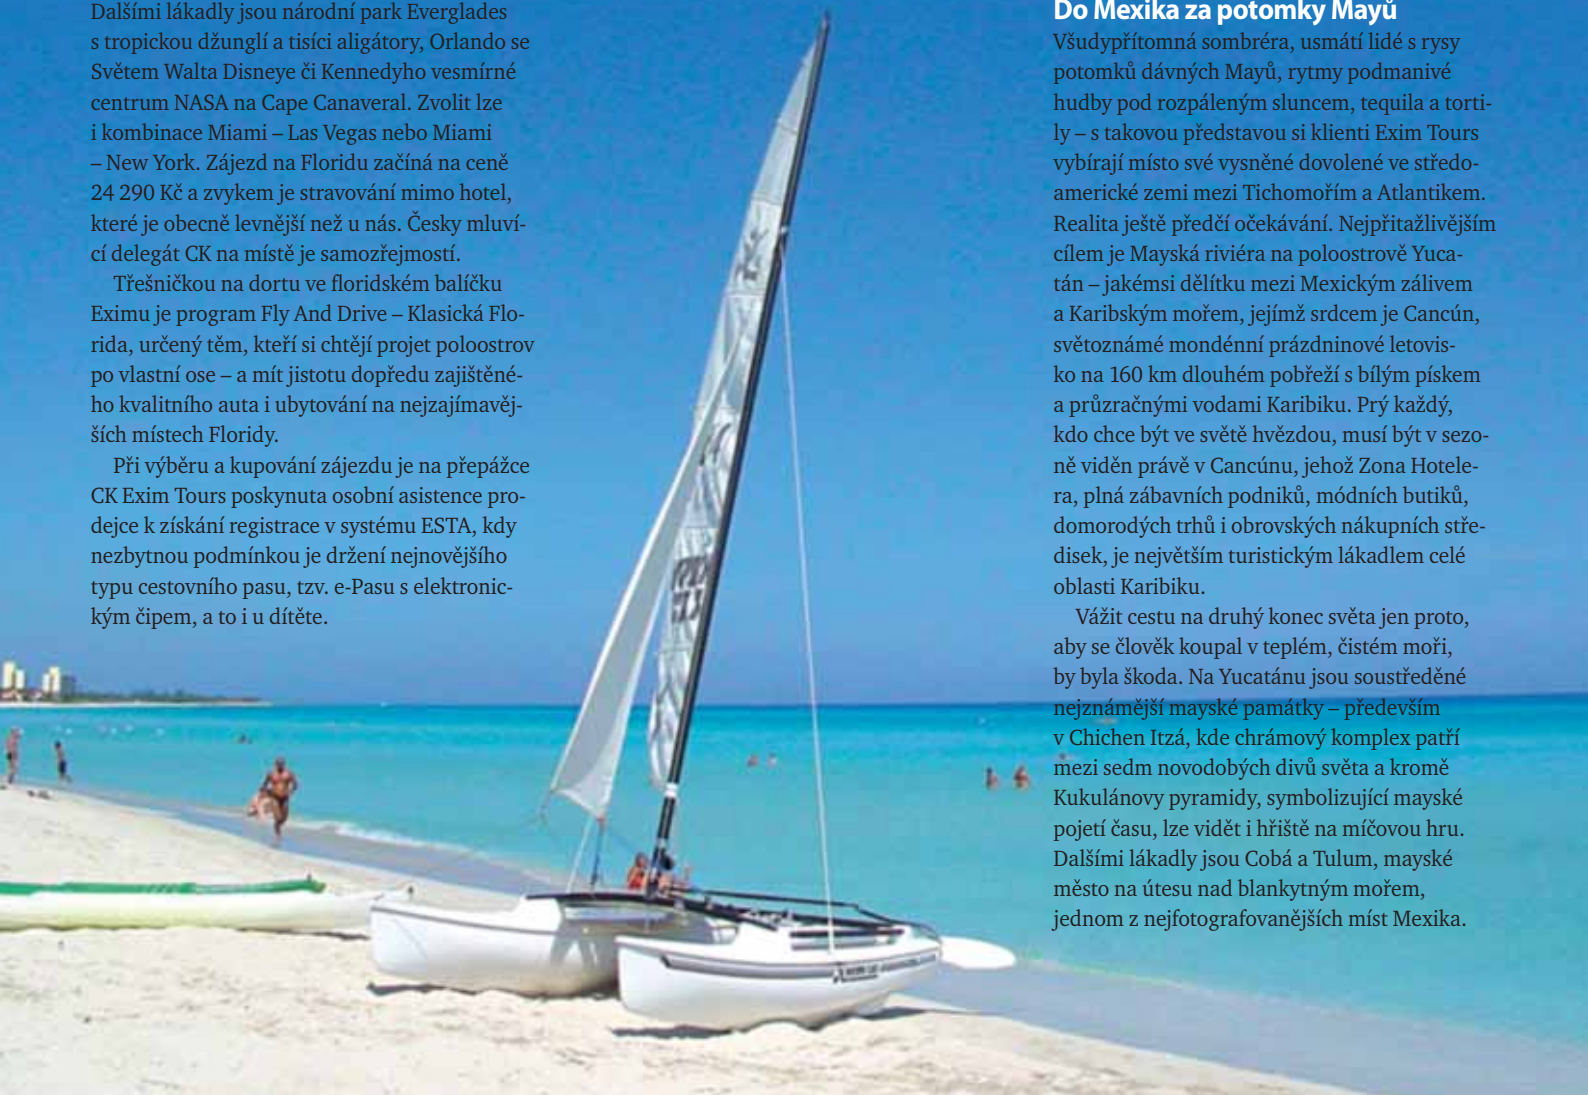 Dalšími lákadly jsou národní park Everglades
s tropickou džunglí a tisíci aligátory, Orlando se
Světem Walta Disneye či Kennedyho vesmírné
centrum NASA na Cape Canaveral. Zvolit lze
i kombinace Miami – Las Vegas nebo Miami
– New York. Zájezd na Floridu začíná na ceně
24 290 Kč a zvykem je stravování mimo hotel,
které je obecně levnější než u nás. Česky mluví-
cí delegát CK na místě je samozřejmostí.
Třešničkou na dortu ve floridském balíčku
Eximu je program Fly And Drive – Klasická Flo-
rida, určený těm, kteří si chtějí projet poloostrov
po vlastní ose – a mít jistotu dopředu zajištěné-
ho kvalitního auta i ubytování na nejzajímavěj-
ších místech Floridy.
Při výběru a kupování zájezdu je na přepážce
CK Exim Tours poskynuta osobní asistence pro-
dejce k získání registrace v systému ESTA, kdy
nezbytnou podmínkou je držení nejnovějšího
typu cestovního pasu, tzv. e-Pasu s elektronic-
kým čipem, a to i u dítěte.
Do Mexika za potomky Mayů
Všudypřítomná sombréra, usmátí lidé s rysy
potomků dávných Mayů, rytmy podmanivé
hudby pod rozpáleným sluncem, tequila a torti-
ly – s takovou představou si klienti Exim Tours
vybírají místo své vysněné dovolené ve středo-
americké zemi mezi Tichomořím a Atlantikem.
Realita ještě předčí očekávání. Nejpřitažlivějším
cílem je Mayská riviéra na poloostrově Yuca-
tán – jakémsi dělítku mezi Mexickým zálivem
a Karibským mořem, jejímž srdcem je Cancún,
světoznámé mondénní prázdninové letovis-
ko na 160 km dlouhém pobřeží s bílým pískem
a průzračnými vodami Karibiku. Prý každý,
kdo chce být ve světě hvězdou, musí být v sezo-
ně viděn právě v Cancúnu, jehož Zona Hotele-
ra, plná zábavních podniků, módních butiků,
domorodých trhů i obrovských nákupních stře-
disek, je největším turistickým lákadlem celé
oblasti Karibiku.
Vážit cestu na druhý konec světa jen proto,
aby se člověk koupal v teplém, čistém moři,
by byla škoda. Na Yucatánu jsou soustředěné
nejznámější mayské památky – především
v Chichen Itzá, kde chrámový komplex patří
mezi sedm novodobých divů světa a kromě
Kukulánovy pyramidy, symbolizující mayské
pojetí času, lze vidět i hřiště na míčovou hru.
Dalšími lákadly jsou Cobá a Tulum, mayské
město na útesu nad blankytným mořem,
jednom z nejfotografovanějších míst Mexika.